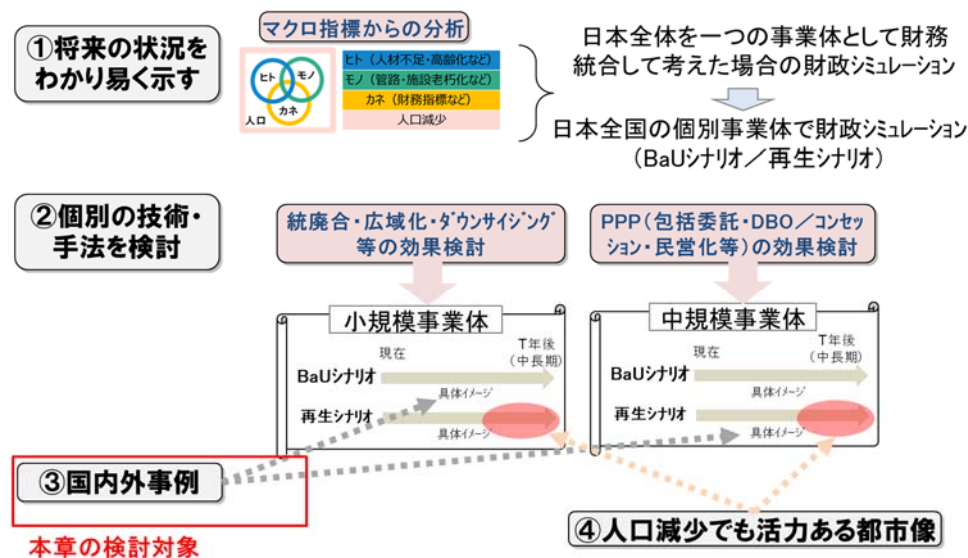 ①将来の状況を
わかり易く示す
マクロ指標からの分析
ヒト
モノ
カネ
人口
ヒト（人材不足・高齢化など）
モノ（管路・施設老朽化など）
カネ（財務指標など）
人口減少
日本全体を一つの事業体として財務
統合して考えた場合の財政シミュレーション
日本全国の個別事業体で財政シミュレーション
（BaUシナリオ／再生シナリオ）
②個別の技術・
手法を検討
統廃合・広域化・ダウンサイジング
等の効果検討
PPP（包括委託・DBO／コンセッ
ション・民営化等）の効果検討
小規模事業体
現在
T年後
（中長期）
BaUシナリオ
具体イメージ
再生シナリオ
具体イメージ
中規模事業体
現在
T年後
（中長期）
BaUシナリオ
具体イメージ
再生シナリオ
具体イメージ
③国内外事例
本章の検討対象
④人口減少でも活力ある都市像